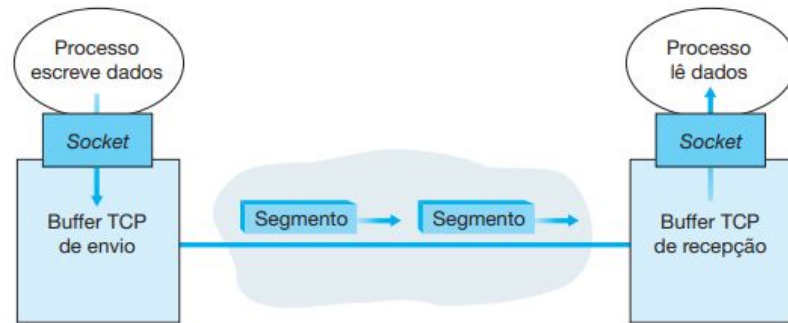 Processo
escreve dados
Processo
lê dados
Socket
Socket
Segmento
Segmento
Buffer TCP
de envio
Buffer TCP
de recepção